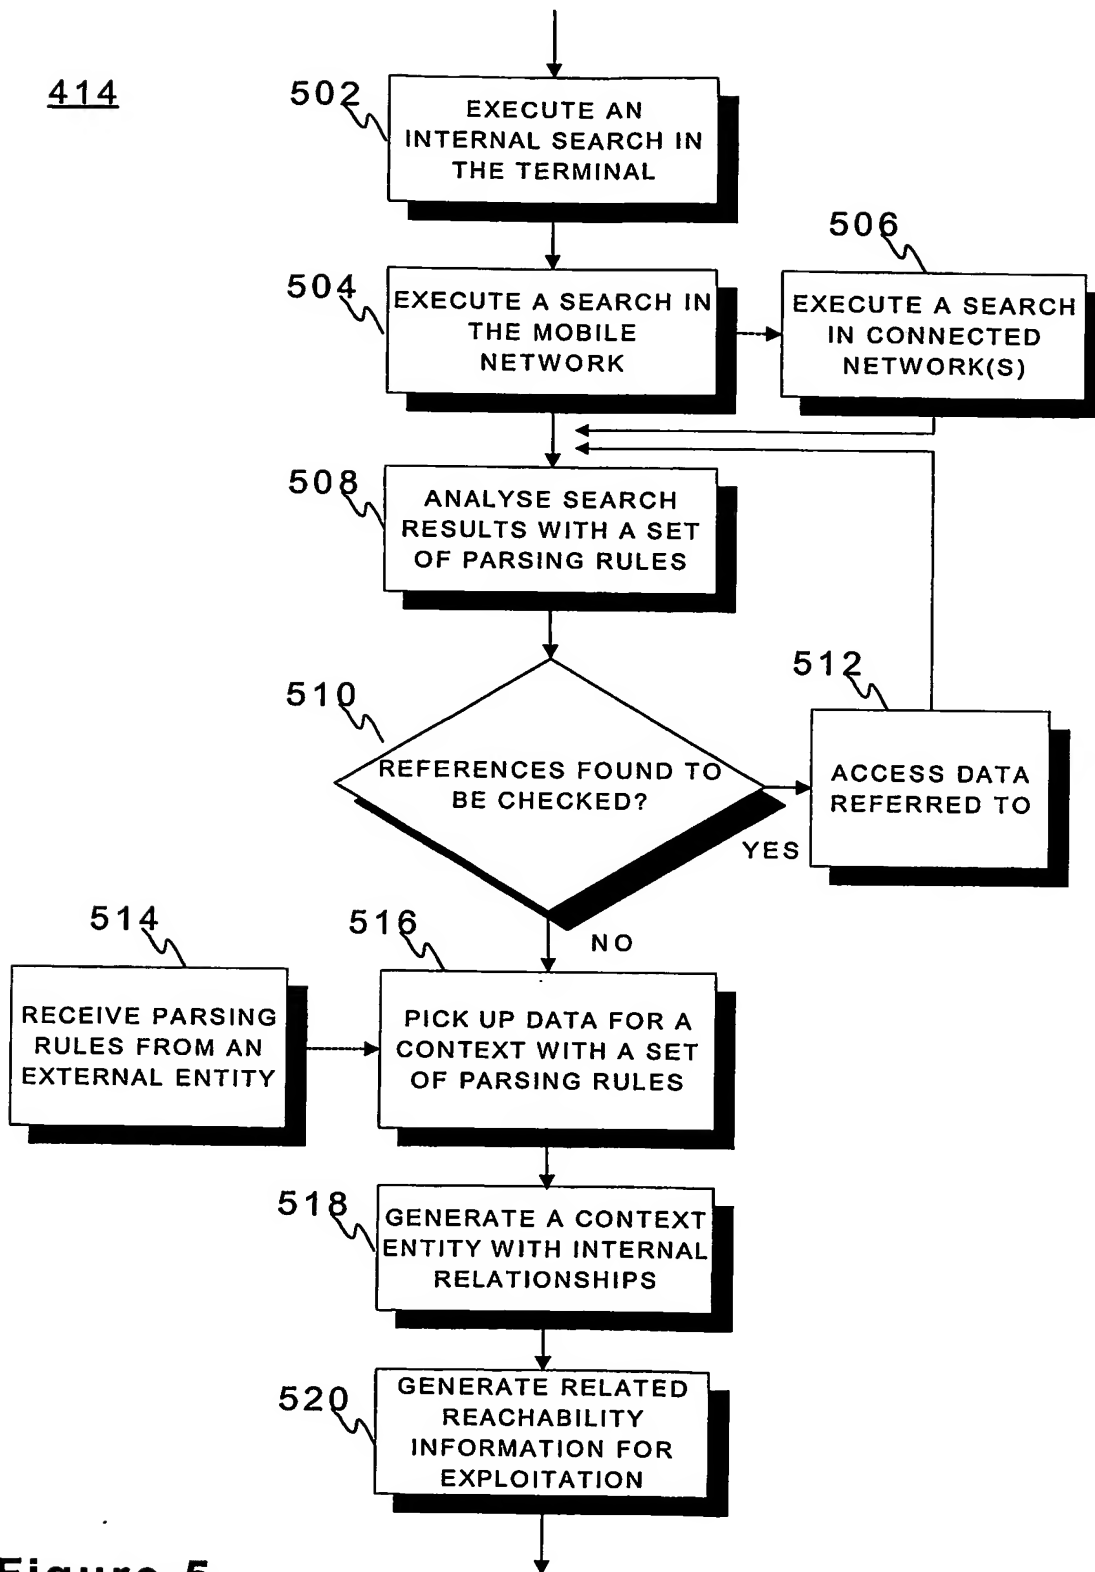 414
502
EXECUTE AN
INTERNAL SEARCH IN
THE TERMINAL
506
504
EXECUTE A SEARCH IN
THE MOBILE
NETWORK
EXECUTE A SEARCH
IN CONNECTED
NETWORK(S)
508
ANALYSE SEARCH
RESULTS WITH A SET
OF PARSING RULES
510
REFERENCES FOUND TO
BE CHECKED?
512
ACCESS DATA
REFERRED TO
YES
NO
514
RECEIVE PARSING
RULES FROM AN
EXTERNAL ENTITY
516
PICK UP DATA FOR A
CONTEXT WITH A SET
OF PARSING RULES
518
GENERATE A CONTEXT
ENTITY WITH INTERNAL
RELATIONSHIPS
520
GENERATE RELATED
REACHABILITY
INFORMATION FOR
EXPLOITATION
Figure 5